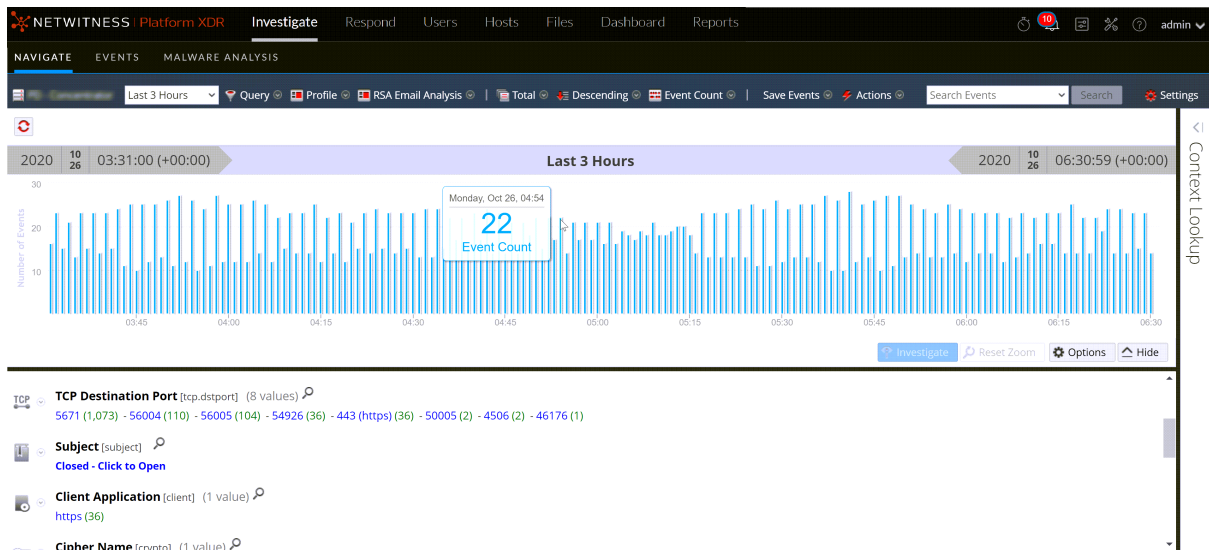 NETWITNESS Platform XDR Investigate Respond Users Hosts Files Dashboard Reports 10 admin
NAVIGATE EVENTS MALWARE ANALYSIS
Last 3 Hours Query Profile RSA Email Analysis | Total Descending Event Count | Save Events Actions Search Events Search Settings
2020 10 26 03:31:00 (+00:00) Last 3 Hours 2020 10 26 06:30:59 (+00:00)
Context Lookup
Number of Events
30
20
10
Monday, Oct 26, 04:54
22
Event Count
03:45 04:00 04:15 04:30 04:45 05:00 05:15 05:30 05:45 06:00 06:15 06:30
Investigate Reset Zoom Options Hide
TCP TCP Destination Port [tcp.dstport] (8 values)
5671 (1,073) - 56004 (110) - 56005 (104) - 54926 (36) - 443 (https) (36) - 50005 (2) - 4506 (2) - 46176 (1)
Subject [subject]
Closed - Click to Open
Client Application [client] (1 value)
https (36)
Cipher Name [crypto] (1 value)